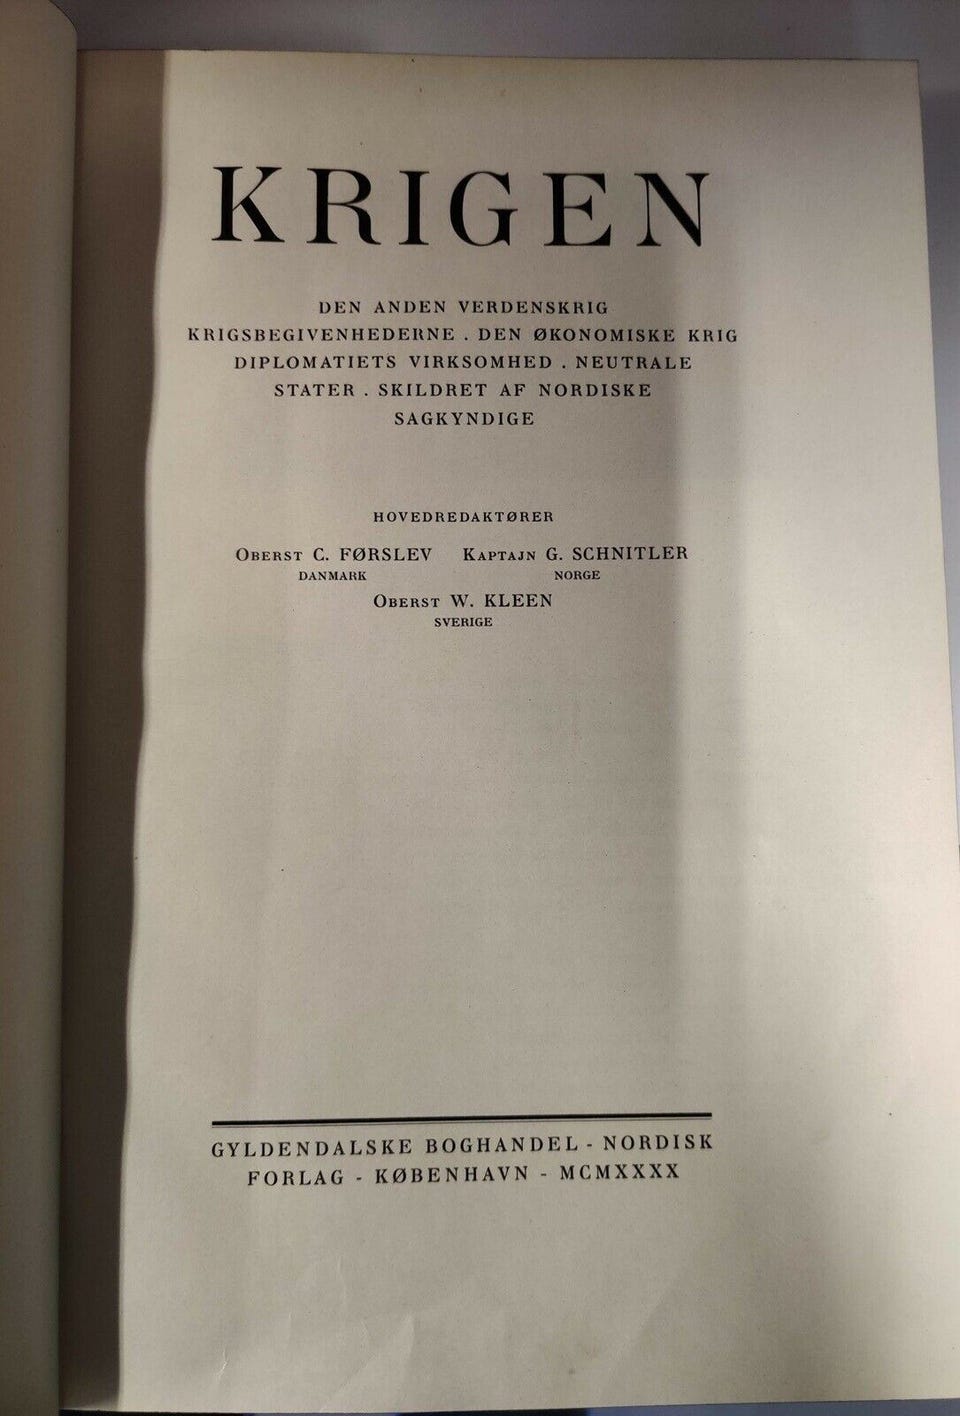 KRIGEN
DEN ANDEN VERDENSKRIG
KRIGSBEGIVENHEDERNE . DEN ØKONOMISKE KRIG
DIPLOMATIETS VIRKSOMHED . NEUTRALE
STATER . SKILDRET AF NORDISKE
SAGKYNDIGE
HOVEDREDAKTØRER
OBERST C. FØRSLEV KAPTAJN G. SCHNITLER
DANMARK NORGE
OBERST W. KLEEN
SVERIGE
GYLDENDALSKE BOGHANDEL - NORDISK
FORLAG - KØBENHAVN - MCMXXXX